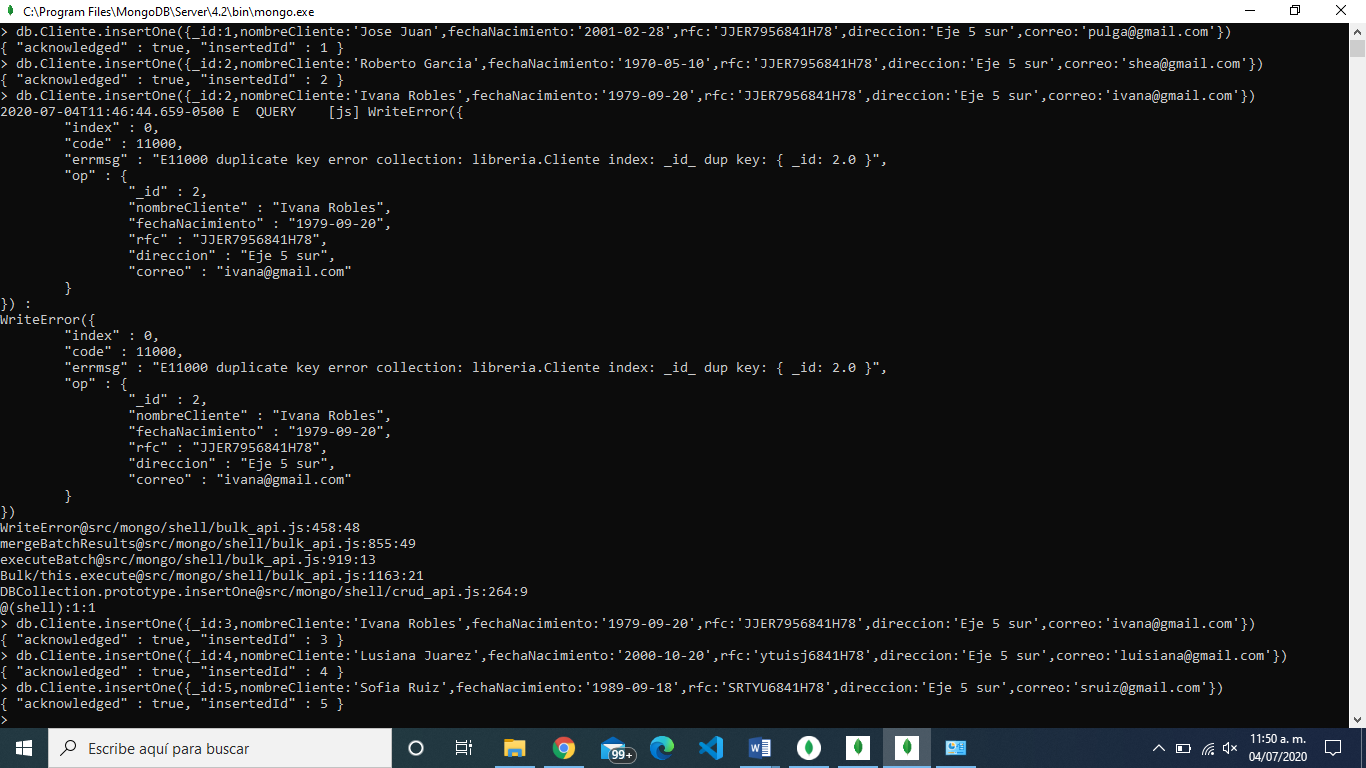 C:\Program Files\MongoDB\Server\4.2\bin\mongo.exe
> db.Cliente.insertOne({_id:1,nombreCliente:'Jose Juan',fechaNacimiento:'2001-02-28',rfc:'JJER7956841H78',direccion:'Eje 5 sur',correo:'pulga@gmail.com'})
{ "acknowledged" : true, "insertedId" : 1 }
> db.Cliente.insertOne({_id:2,nombreCliente:'Roberto Garcia',fechaNacimiento:'1970-05-10',rfc:'JJER7956841H78',direccion:'Eje 5 sur',correo:'shea@gmail.com'})
{ "acknowledged" : true, "insertedId" : 2 }
> db.Cliente.insertOne({_id:2,nombreCliente:'Ivana Robles',fechaNacimiento:'1979-09-20',rfc:'JJER7956841H78',direccion:'Eje 5 sur',correo:'ivana@gmail.com'})
2020-07-04T11:46:44.659-0500 E  QUERY    [js] WriteError({
        "index" : 0,
        "code" : 11000,
        "errmsg" : "E11000 duplicate key error collection: libreria.Cliente index: _id_ dup key: { _id: 2.0 }",
        "op" : {
                "_id" : 2,
                "nombreCliente" : "Ivana Robles",
                "fechaNacimiento" : "1979-09-20",
                "rfc" : "JJER7956841H78",
                "direccion" : "Eje 5 sur",
                "correo" : "ivana@gmail.com"
        }
}) :
WriteError({
        "index" : 0,
        "code" : 11000,
        "errmsg" : "E11000 duplicate key error collection: libreria.Cliente index: _id_ dup key: { _id: 2.0 }",
        "op" : {
                "_id" : 2,
                "nombreCliente" : "Ivana Robles",
                "fechaNacimiento" : "1979-09-20",
                "rfc" : "JJER7956841H78",
                "direccion" : "Eje 5 sur",
                "correo" : "ivana@gmail.com"
        }
})
WriteError@src/mongo/shell/bulk_api.js:458:48
mergeBatchResults@src/mongo/shell/bulk_api.js:855:49
executeBatch@src/mongo/shell/bulk_api.js:919:13
Bulk/this.execute@src/mongo/shell/bulk_api.js:1163:21
DBCollection.prototype.insertOne@src/mongo/shell/crud_api.js:264:9
@(shell):1:1
> db.Cliente.insertOne({_id:3,nombreCliente:'Ivana Robles',fechaNacimiento:'1979-09-20',rfc:'JJER7956841H78',direccion:'Eje 5 sur',correo:'ivana@gmail.com'})
{ "acknowledged" : true, "insertedId" : 3 }
> db.Cliente.insertOne({_id:4,nombreCliente:'Lusiana Juarez',fechaNacimiento:'2000-10-20',rfc:'ytuisj6841H78',direccion:'Eje 5 sur',correo:'luisiana@gmail.com'})
{ "acknowledged" : true, "insertedId" : 4 }
> db.Cliente.insertOne({_id:5,nombreCliente:'Sofia Ruiz',fechaNacimiento:'1989-09-18',rfc:'SRTYU6841H78',direccion:'Eje 5 sur',correo:'sruiz@gmail.com'})
{ "acknowledged" : true, "insertedId" : 5 }
>
Escribe aquí para buscar
99+
11:50 a. m.
04/07/2020